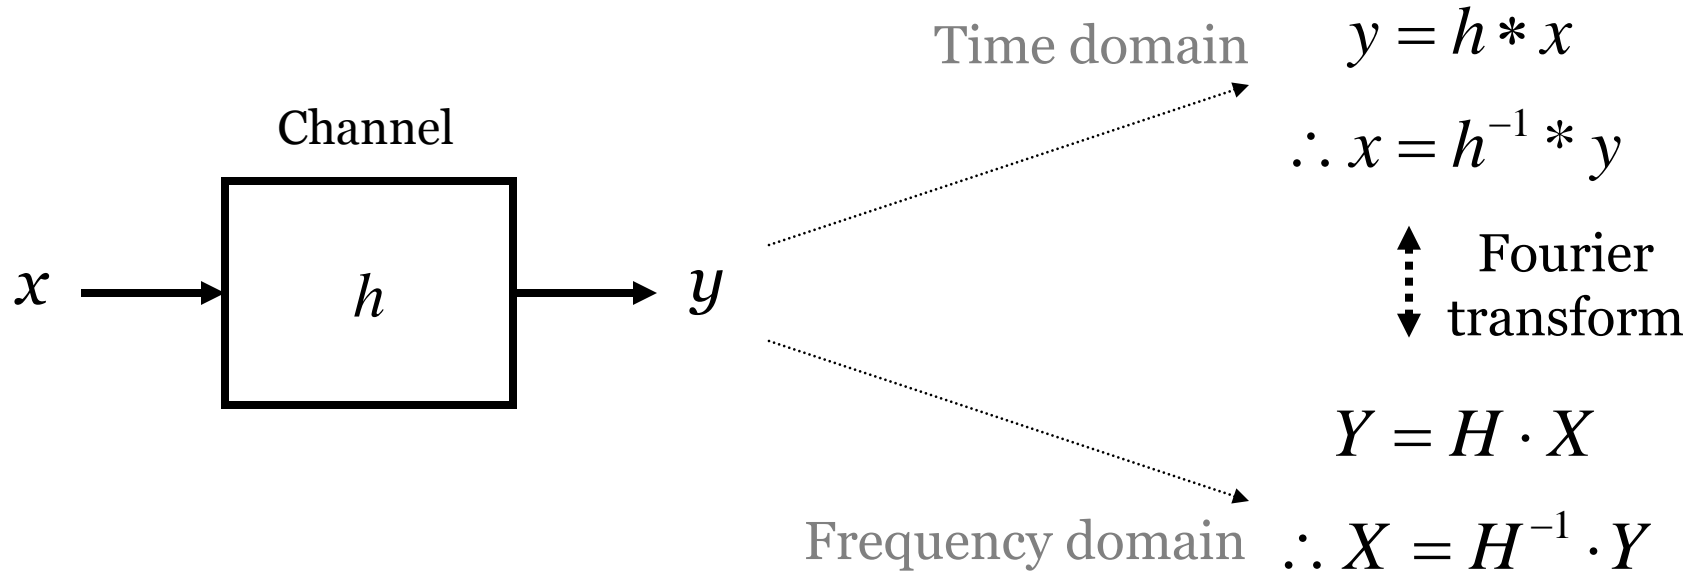 Channel
x
h
y
Time domain
y = h * x
∴ x = h⁻¹ * y
Fourier
transform
Y = H · X
Frequency domain
∴ X = H⁻¹ · Y